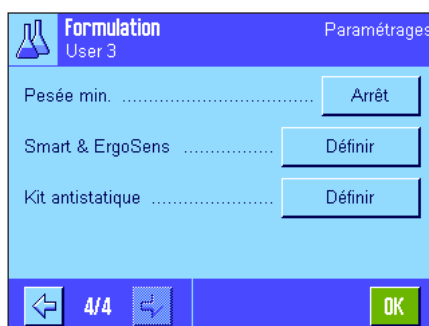 Formulation Paramétrages
User 3
Pesée min. ................................... Arrêt
Smart & ErgoSens ................ Définir
Kit antistatique ...................... Définir
4/4 OK